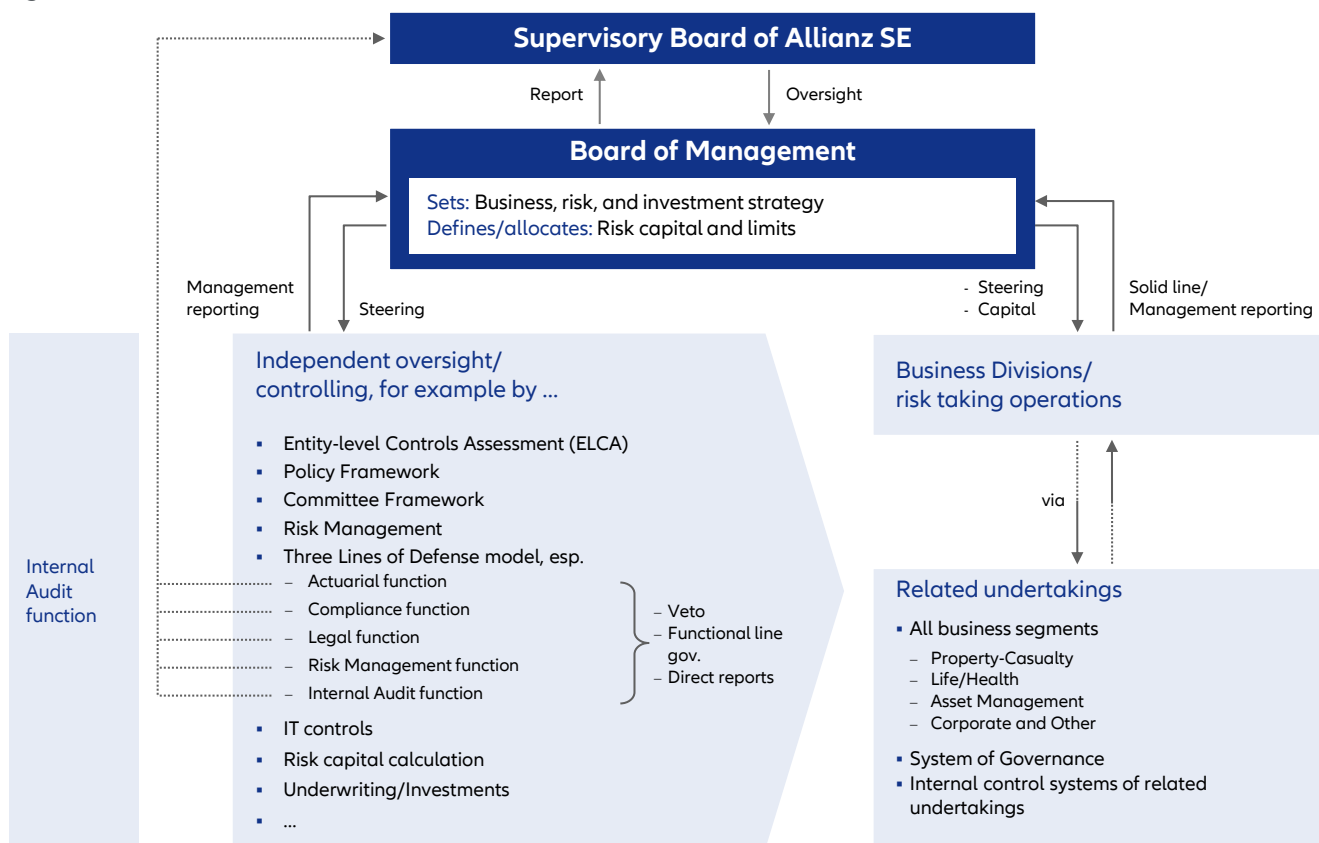 Supervisory Board of Allianz SE
Report
Oversight
Board of Management
Sets: Business, risk, and investment strategy
Defines/allocates: Risk capital and limits
Management
reporting
Steering
- Steering
- Capital
Solid line/
Management reporting
Internal
Audit
function
Independent oversight/
controlling, for example by ...
▪ Entity-level Controls Assessment (ELCA)
▪ Policy Framework
▪ Committee Framework
▪ Risk Management
▪ Three Lines of Defense model, esp.
– Actuarial function
– Compliance function
– Legal function
– Risk Management function
– Internal Audit function
– Veto
– Functional line
gov.
– Direct reports
▪ IT controls
▪ Risk capital calculation
▪ Underwriting/Investments
▪ ...
Business Divisions/
risk taking operations
via
Related undertakings
▪ All business segments
– Property-Casualty
– Life/Health
– Asset Management
– Corporate and Other
▪ System of Governance
▪ Internal control systems of related
undertakings